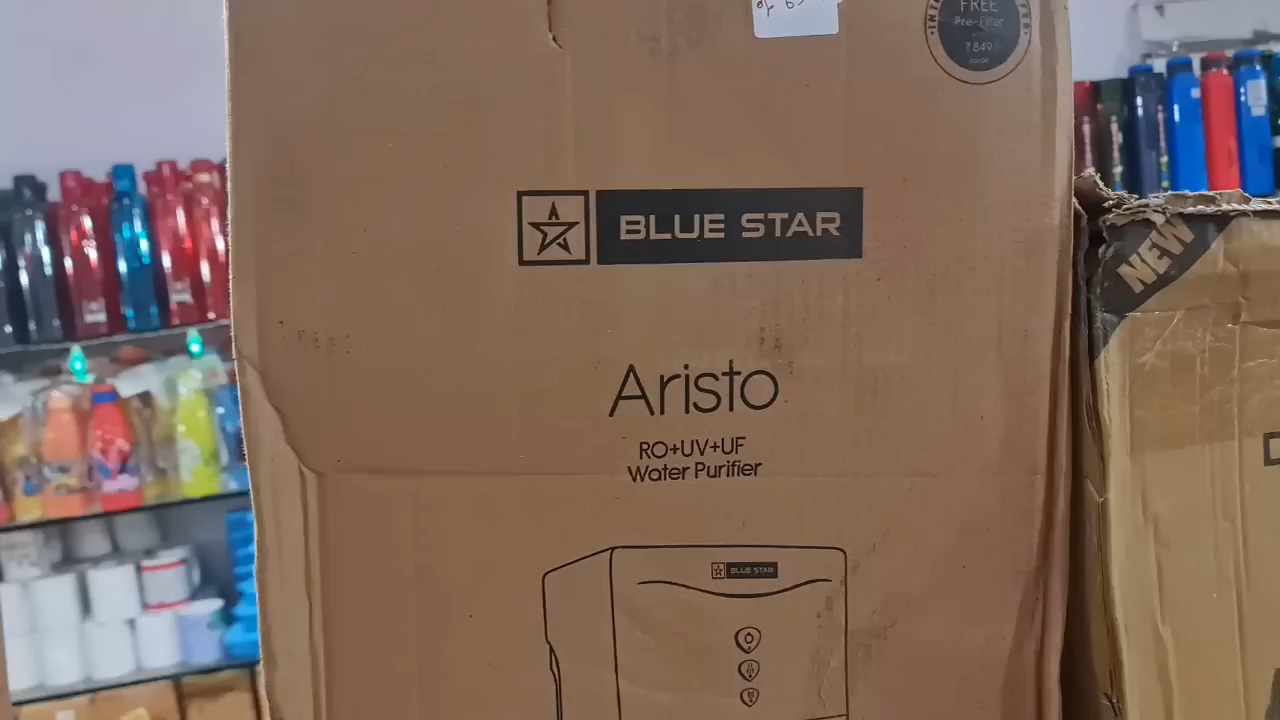 FREE
Pre-Filter
₹849
BLUE STAR
NEW
Aristo
RO+UV+UF
Water Purifier
BLUE STAR